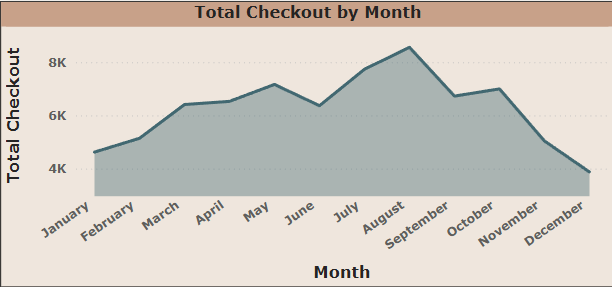 Total Checkout by Month
Total Checkout
8K
6K
4K
January
February
March
April
May
June
July
August
September
October
November
December
Month